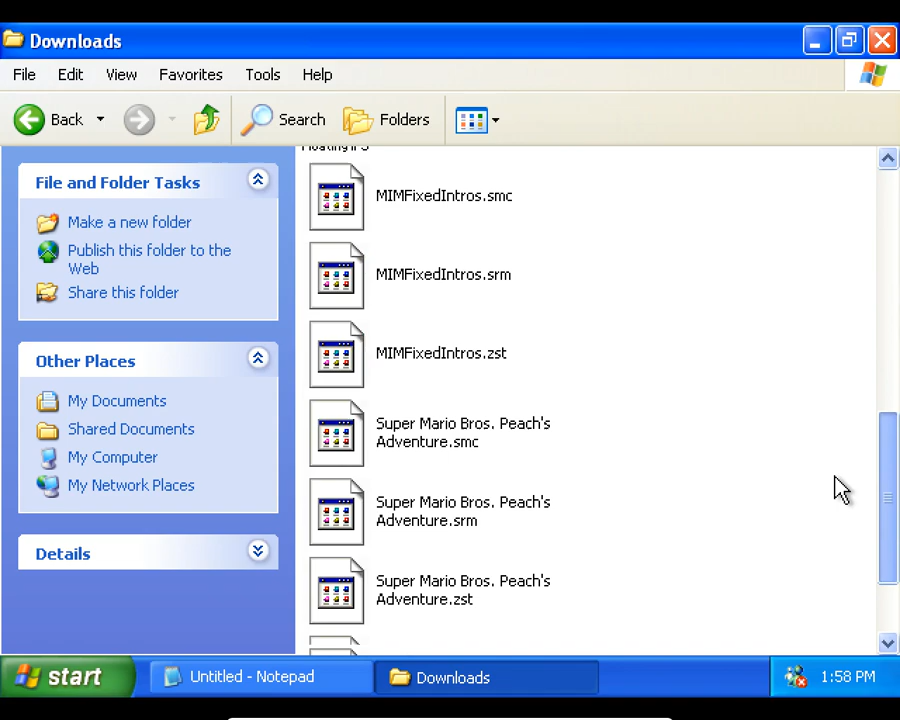 Downloads
File Edit View Favorites Tools Help
Back Search Folders
File and Folder Tasks
Make a new folder
Publish this folder to the
Web
Share this folder
Other Places
My Documents
Shared Documents
My Computer
My Network Places
Details
MIMFixedIntros.smc
MIMFixedIntros.srm
MIMFixedIntros.zst
Super Mario Bros. Peach's
Adventure.smc
Super Mario Bros. Peach's
Adventure.srm
Super Mario Bros. Peach's
Adventure.zst
start Untitled - Notepad Downloads 1:58 PM